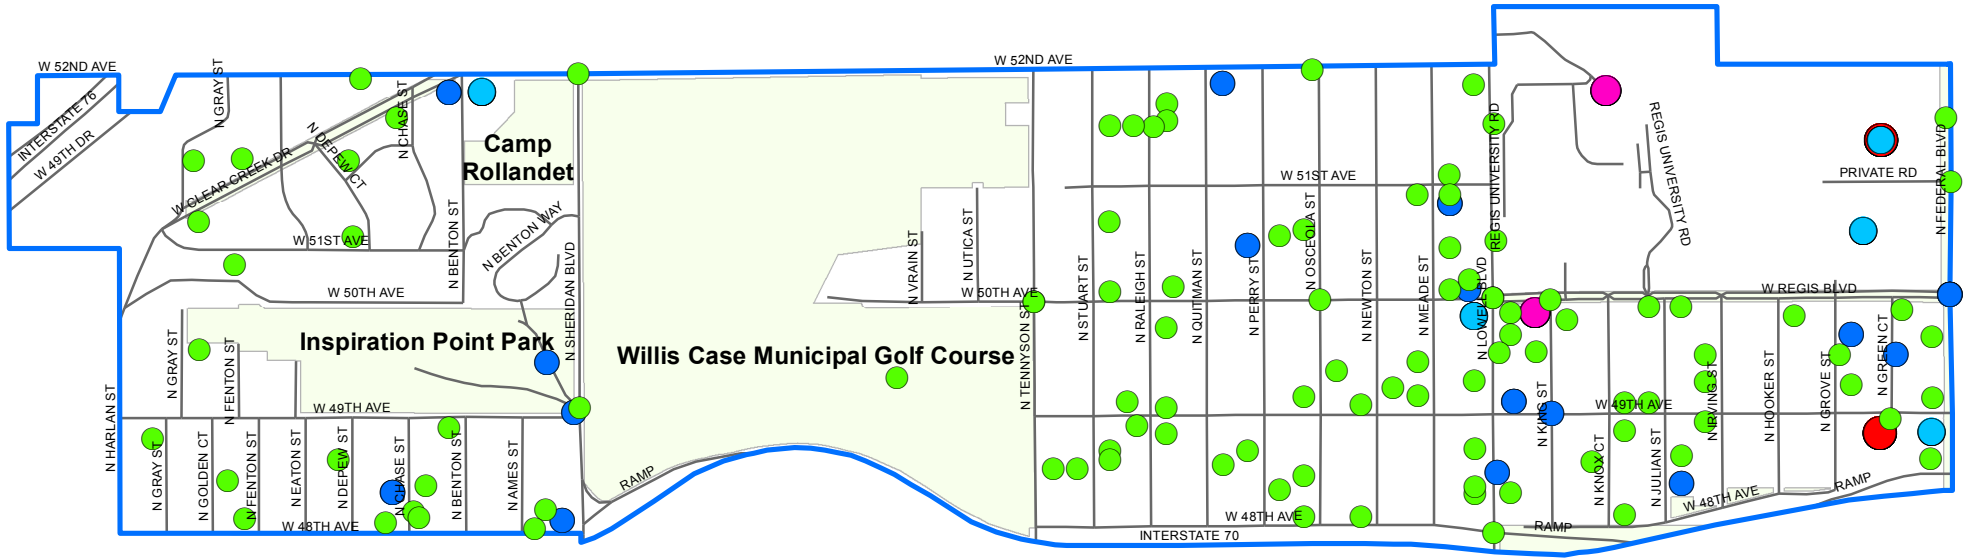 W 52ND AVE
W 52ND AVE
INTERSTATE 76
W 49TH DR
N GRAY ST
N CHASE ST
N DEPEW CT
W CLEAR CREEK DR
Camp
Rollandet
REGIS UNIVERSITY RD
REGIS UNIVERSITY RD
N FEDERAL BLVD
PRIVATE RD
W 51ST AVE
W 51ST AVE
N BENTON ST
N BENTON WAY
N SHERIDAN BLVD
N VRAIN ST
N UTICA ST
N OSCEOLA ST
W 50TH AVE
W 50TH AVE
W REGIS BLVD
N TENNYSON ST
N STUART ST
N RALEIGH ST
N QUITMAN ST
N PERRY ST
N NEWTON ST
N MEADE ST
N LOWELL BLVD
Inspiration Point Park
Willis Case Municipal Golf Course
N GRAY ST
N FENTON ST
N HARLAN ST
N KING ST
N IRVING ST
N HOOKER ST
N GROVE ST
N GREEN CT
W 49TH AVE
W 49TH AVE
N GRAY ST
N GOLDEN CT
N FENTON ST
N EATON ST
N DEPEW ST
N CHASE ST
N BENTON ST
N AMES ST
N KNOX CT
N JULIAN ST
RAMP
RAMP
W 48TH AVE
W 48TH AVE
W 48TH AVE
RAMP
INTERSTATE 70